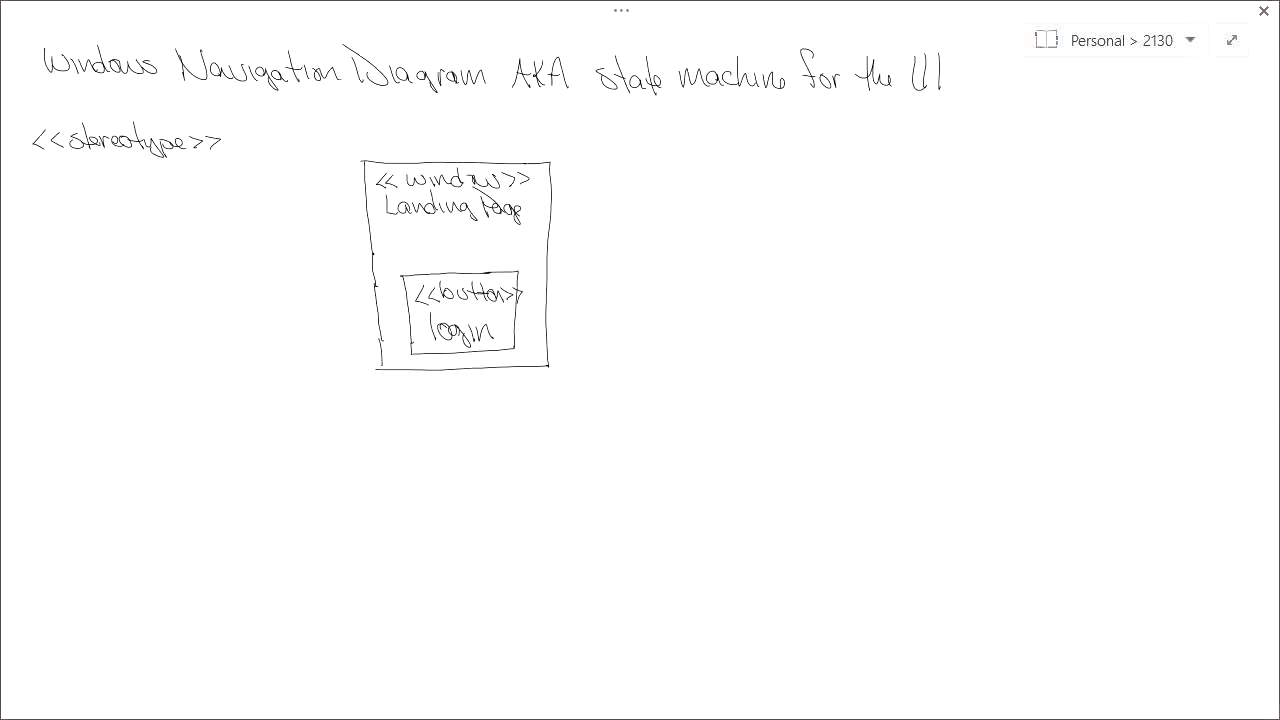 Personal > 2130
Windows Navigation Diagram AKA state machine for the UI
<<stereotype>>
<<window>>
Landing Page
<<button>>
login